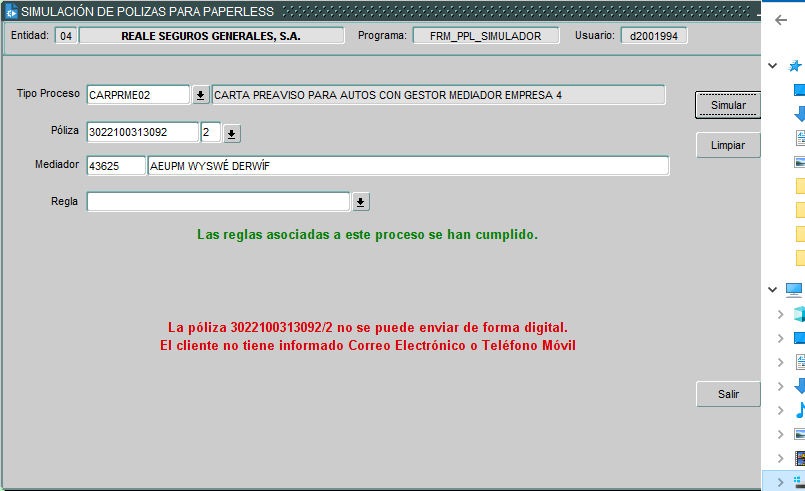 SIMULACIÓN DE POLIZAS PARA PAPERLESS
Entidad: 04 REALE SEGUROS GENERALES, S.A. Programa: FRM_PPL_SIMULADOR Usuario: d2001994
Tipo Proceso CARPRME02 CARTA PREAVISO PARA AUTOS CON GESTOR MEDIADOR EMPRESA 4
Simular
Póliza 3022100313092 2
Limpiar
Mediador 43625 AEUPM WYSWÉ DERWÍF
Regla
Las reglas asociadas a este proceso se han cumplido.
La póliza 3022100313092/2 no se puede enviar de forma digital.
El cliente no tiene informado Correo Electrónico o Teléfono Móvil
Salir